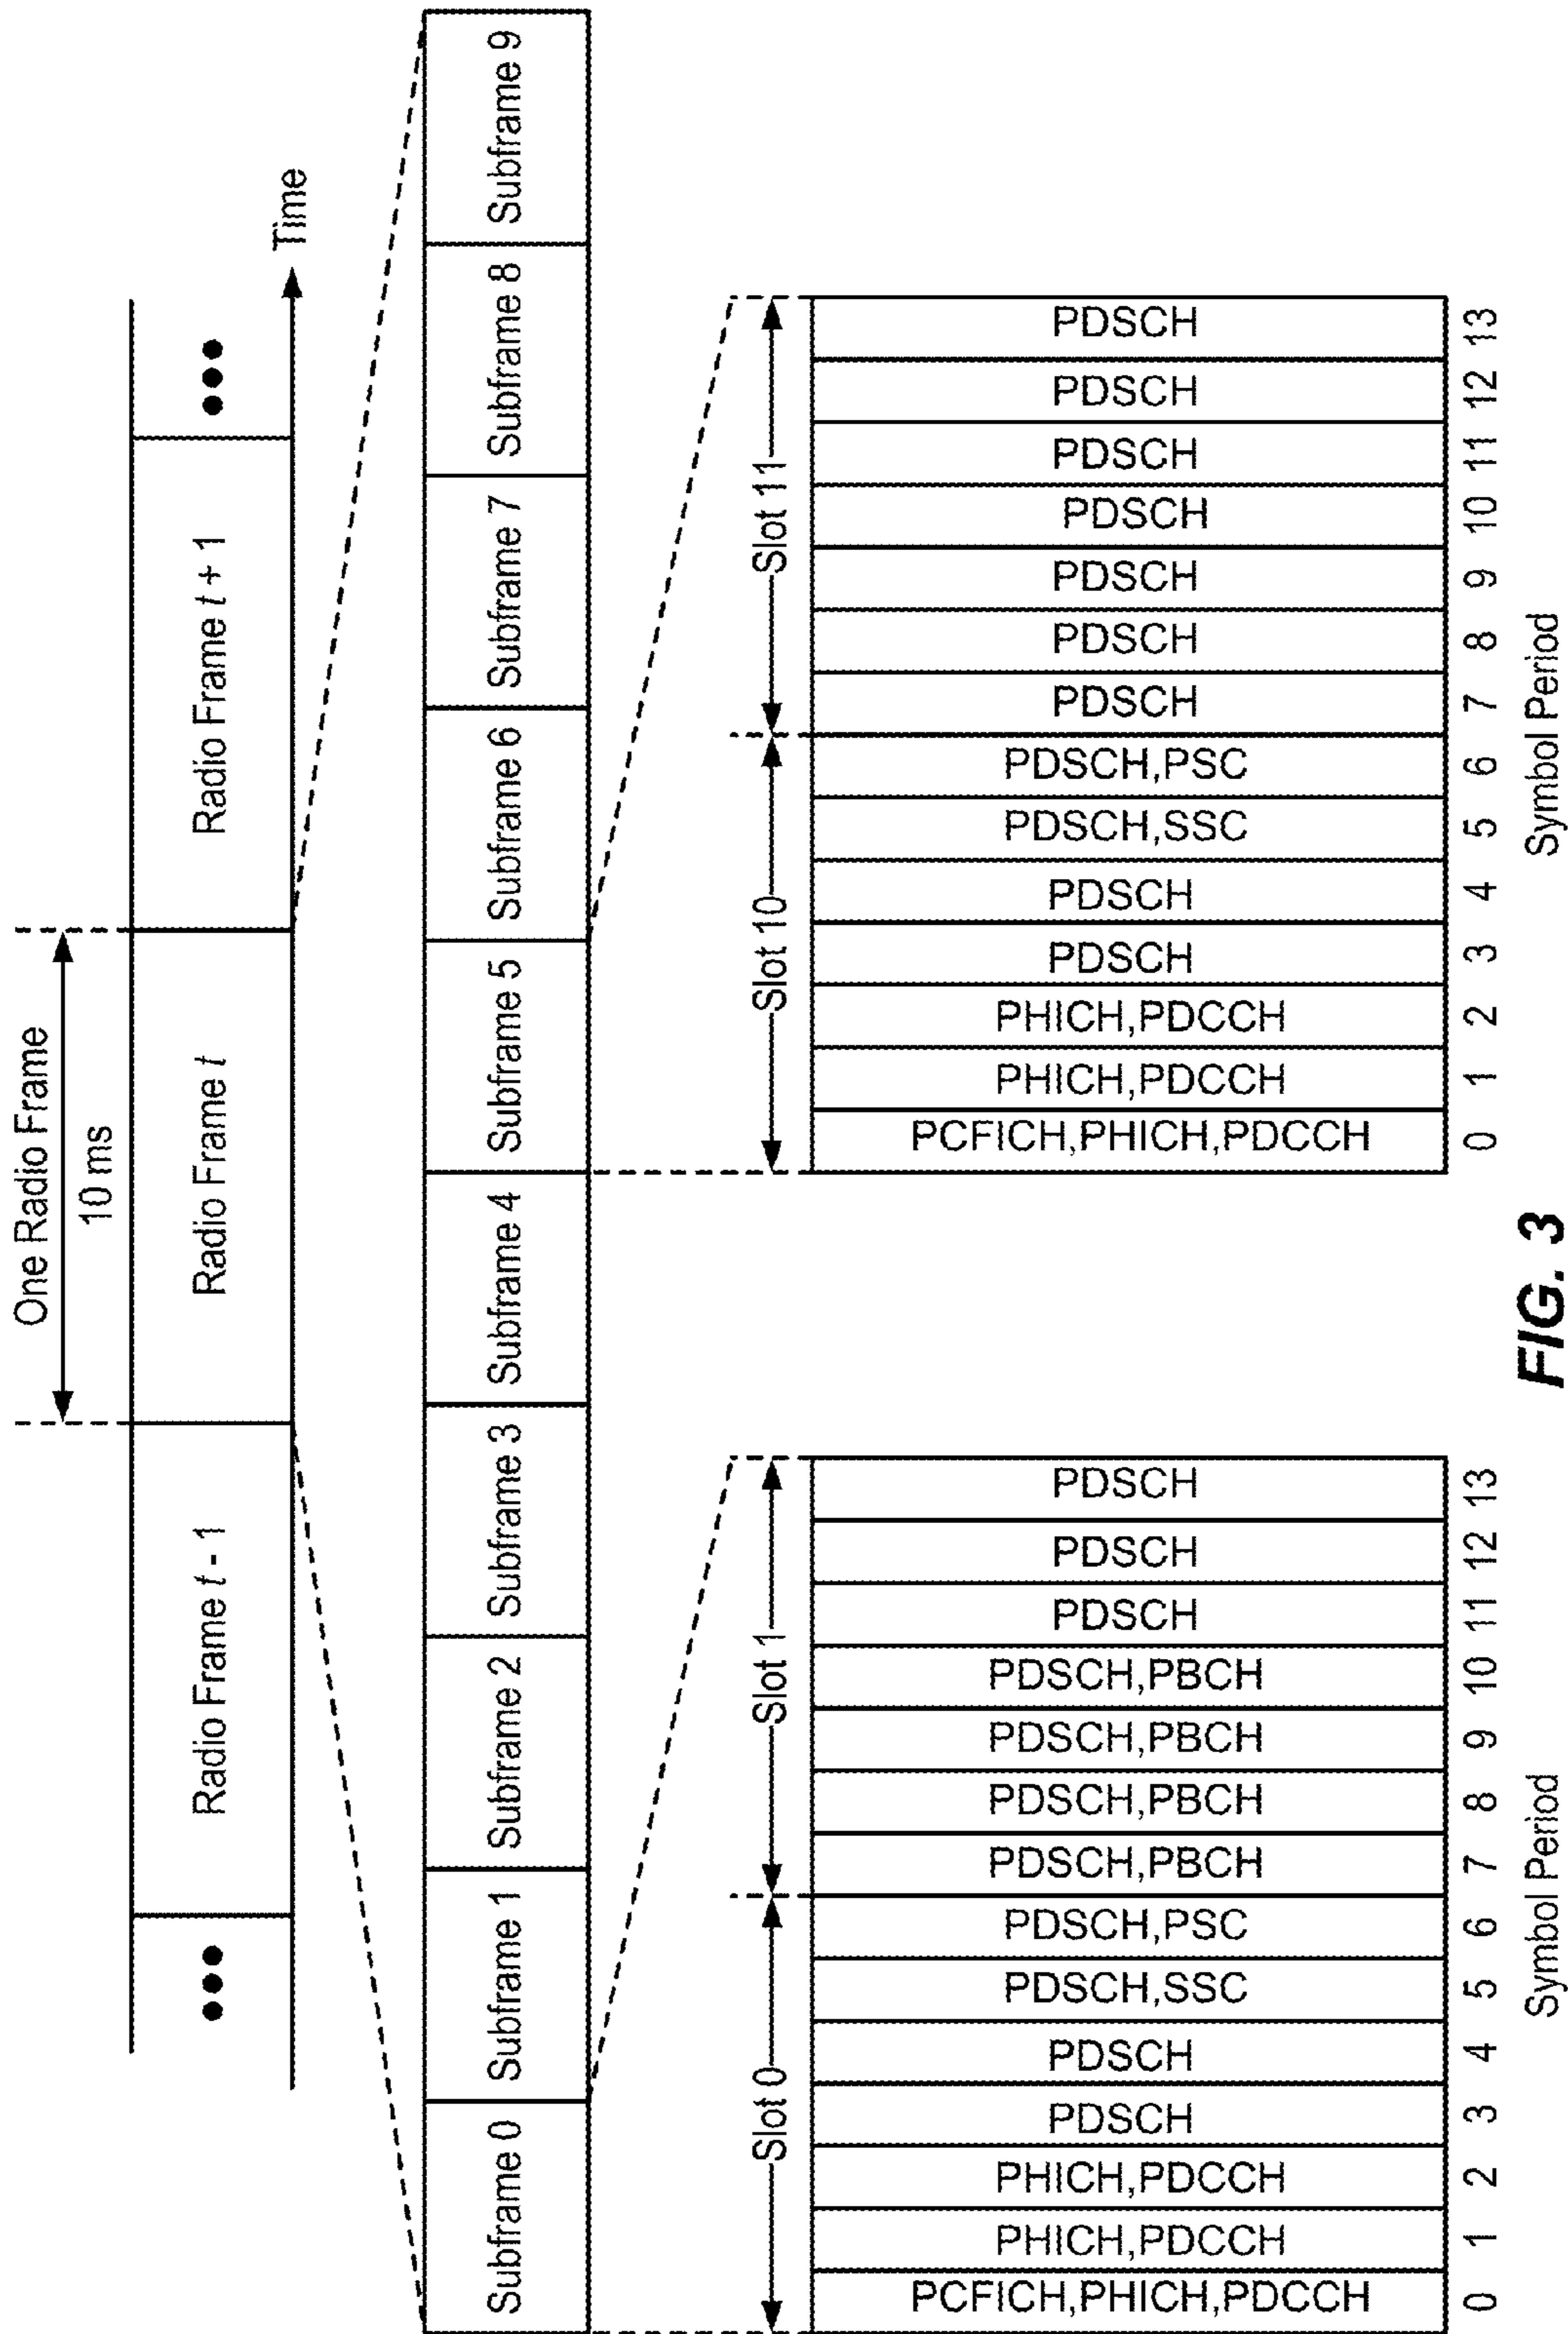 One Radio Frame
10 ms
••• Radio Frame t - 1 Radio Frame t Radio Frame t + 1 •••
Time
Subframe 0 Subframe 1 Subframe 2 Subframe 3 Subframe 4 Subframe 5 Subframe 6 Subframe 7 Subframe 8 Subframe 9
Slot 0 Slot 1
PCFICH,PHICH,PDCCH
PHICH,PDCCH
PHICH,PDCCH
PDSCH
PDSCH
PDSCH,SSC
PDSCH,PSC
PDSCH,PBCH
PDSCH,PBCH
PDSCH,PBCH
PDSCH,PBCH
PDSCH
PDSCH
PDSCH
0 1 2 3 4 5 6 7 8 9 10 11 12 13
Symbol Period
Slot 10 Slot 11
PCFICH,PHICH,PDCCH
PHICH,PDCCH
PHICH,PDCCH
PDSCH
PDSCH
PDSCH,SSC
PDSCH,PSC
PDSCH
PDSCH
PDSCH
PDSCH
PDSCH
PDSCH
PDSCH
0 1 2 3 4 5 6 7 8 9 10 11 12 13
Symbol Period
FIG. 3